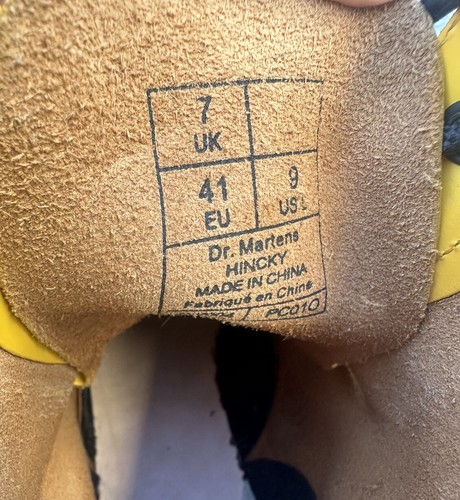 7
UK
41 9
EU US L
Dr. Martens
HINCKY
MADE IN CHINA
Fabriqué en Chine
/ PC010